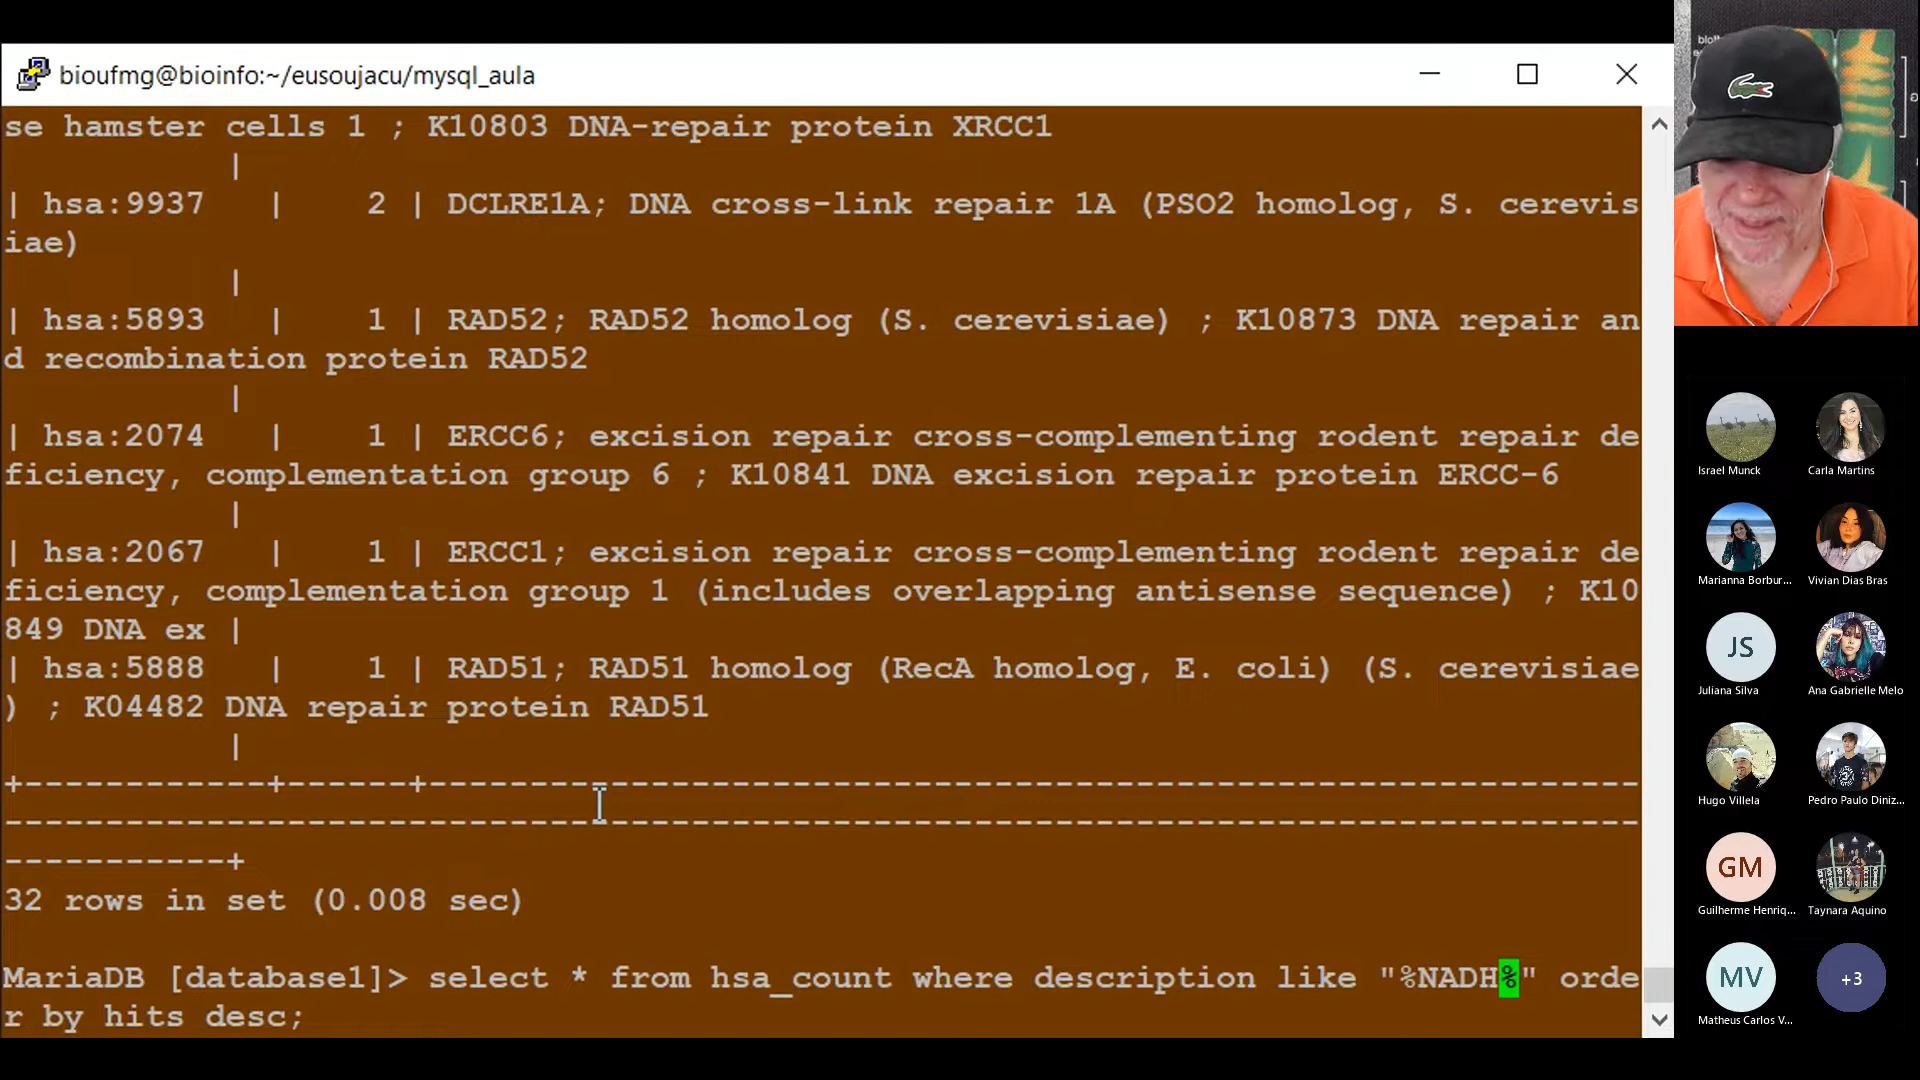 bioufmg@bioinfo:~/eusoujacu/mysql_aula
se hamster cells 1 ; K10803 DNA-repair protein XRCC1
|
| hsa:9937 | 2 | DCLRE1A; DNA cross-link repair 1A (PSO2 homolog, S. cerevis
iae)
|
| hsa:5893 | 1 | RAD52; RAD52 homolog (S. cerevisiae) ; K10873 DNA repair an
d recombination protein RAD52
|
| hsa:2074 | 1 | ERCC6; excision repair cross-complementing rodent repair de
ficiency, complementation group 6 ; K10841 DNA excision repair protein ERCC-6
|
| hsa:2067 | 1 | ERCC1; excision repair cross-complementing rodent repair de
ficiency, complementation group 1 (includes overlapping antisense sequence) ; K10
849 DNA ex |
| hsa:5888 | 1 | RAD51; RAD51 homolog (RecA homolog, E. coli) (S. cerevisiae
) ; K04482 DNA repair protein RAD51
|
+-------------+------+------------------------------------------------------------
---------------------------------------------------------------------------------
-----------+
32 rows in set (0.008 sec)
MariaDB [database1]> select * from hsa_count where description like "%NADH%" orde
r by hits desc;
Israel Munck
Carla Martins
Marianna Borbur...
Vivian Dias Bras
JS
Juliana Silva
Ana Gabrielle Melo
Hugo Villela
Pedro Paulo Diniz...
GM
Guilherme Henriq...
Taynara Aquino
MV
Matheus Carlos V...
+3